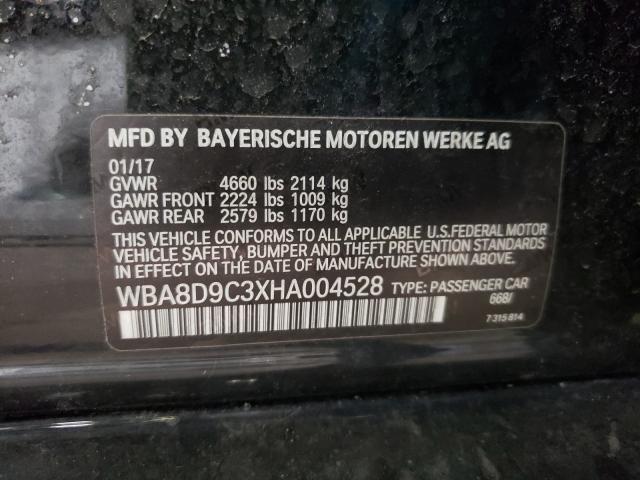 MFD BY BAYERISCHE MOTOREN WERKE AG
01/17
GVWR 4660 lbs 2114 kg
GAWR FRONT 2224 lbs 1009 kg
GAWR REAR 2579 lbs 1170 kg
THIS VEHICLE CONFORMS TO ALL APPLICABLE U.S.FEDERAL MOTOR
VEHICLE SAFETY, BUMPER AND THEFT PREVENTION STANDARDS
IN EFFECT ON THE DATE OF MANUFACTURE SHOWN ABOVE.
WBA8D9C3XHA004528 TYPE: PASSENGER CAR
668/
7 315 814